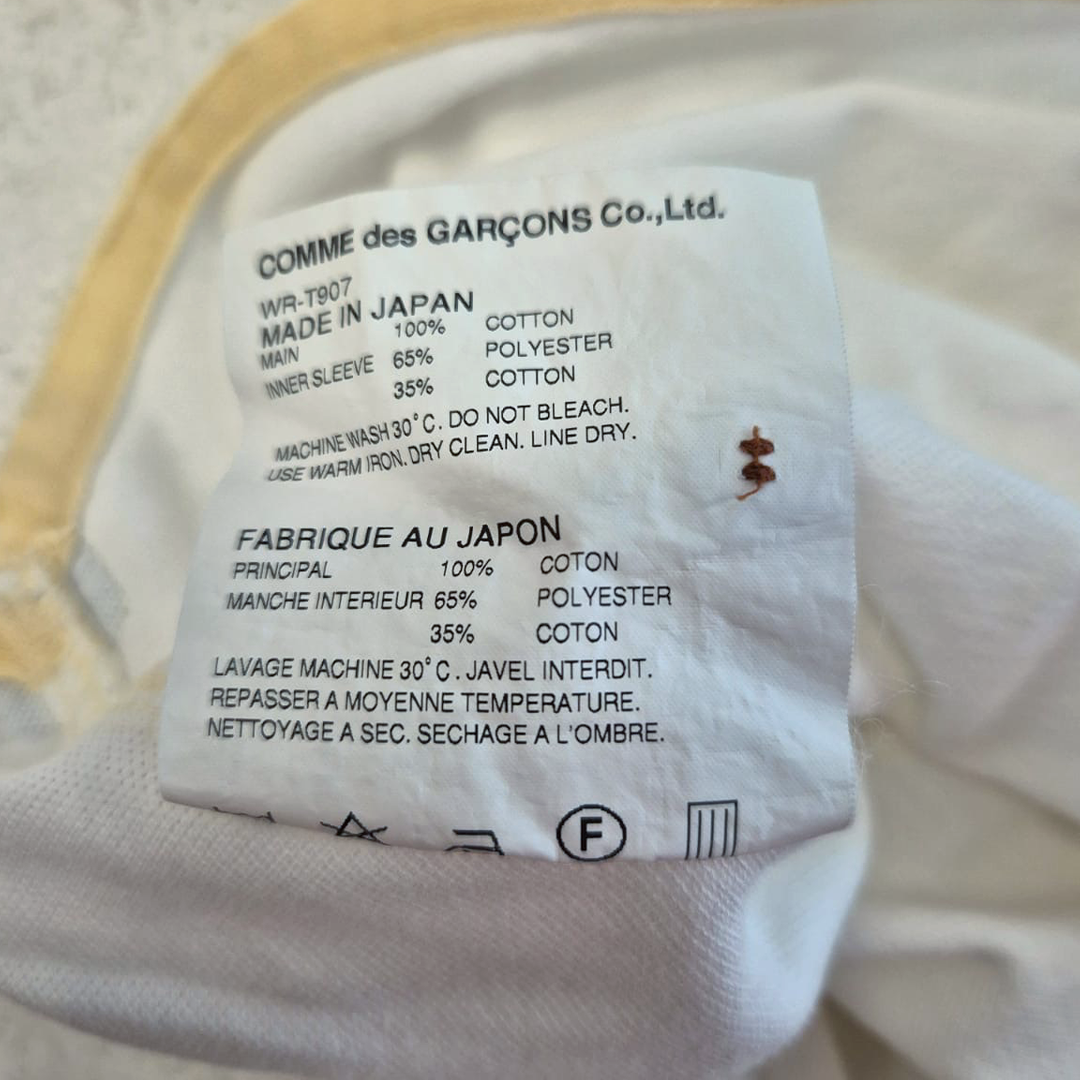 COMME des GARÇONS Co.,Ltd.
WR-T907
MADE IN JAPAN
MAIN 100% COTTON
INNER SLEEVE 65% POLYESTER
35% COTTON
MACHINE WASH 30°C. DO NOT BLEACH.
USE WARM IRON. DRY CLEAN. LINE DRY.
FABRIQUE AU JAPON
PRINCIPAL 100% COTON
MANCHE INTERIEUR 65% POLYESTER
35% COTON
LAVAGE MACHINE 30°C. JAVEL INTERDIT.
REPASSER A MOYENNE TEMPERATURE.
NETTOYAGE A SEC. SECHAGE A L'OMBRE.
F